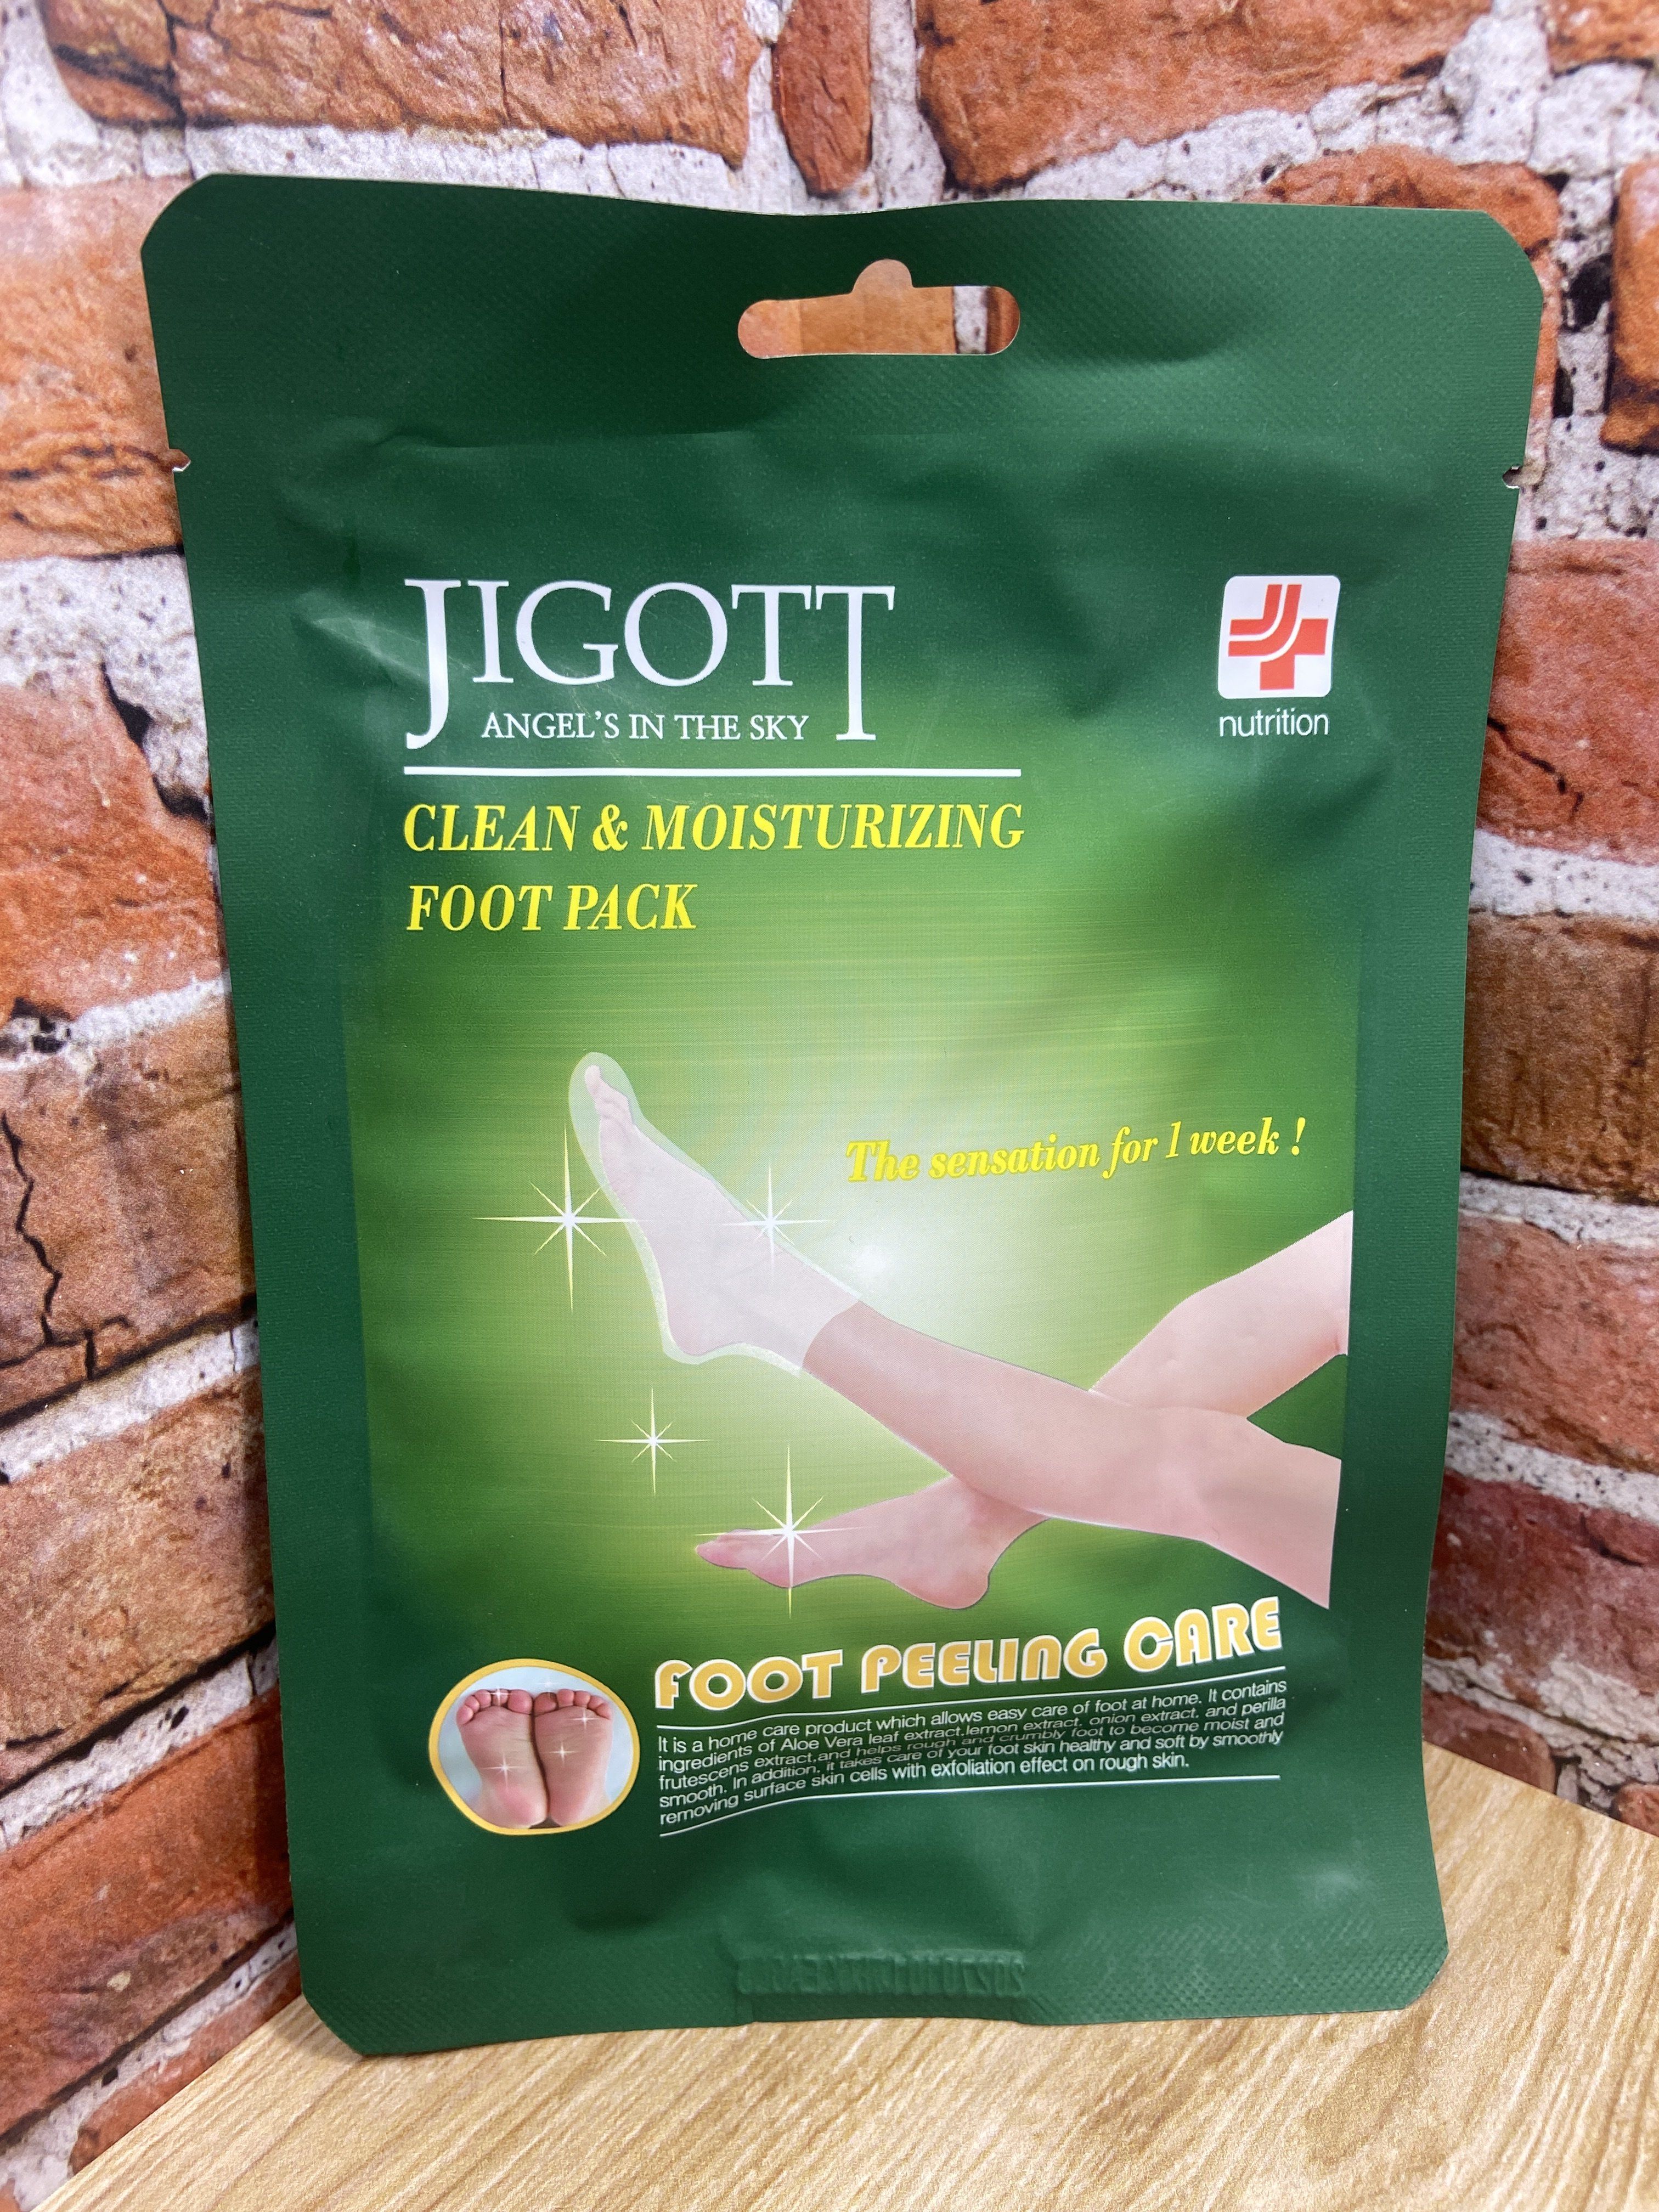 JIGOTT
ANGEL'S IN THE SKY
nutrition
CLEAN & MOISTURIZING
FOOT PACK
The sensation for 1 week !
FOOT PEELING CARE
It is a home care product which allows easy care of foot at home. It contains
ingredients of Aloe Vera leaf extract,lemon extract, onion extract, and perilla
frutescens extract,and helps rough and crumbly foot to become moist and
smooth. In addition, it takes care of your foot skin healthy and soft by smoothly
removing surface skin cells with exfoliation effect on rough skin.